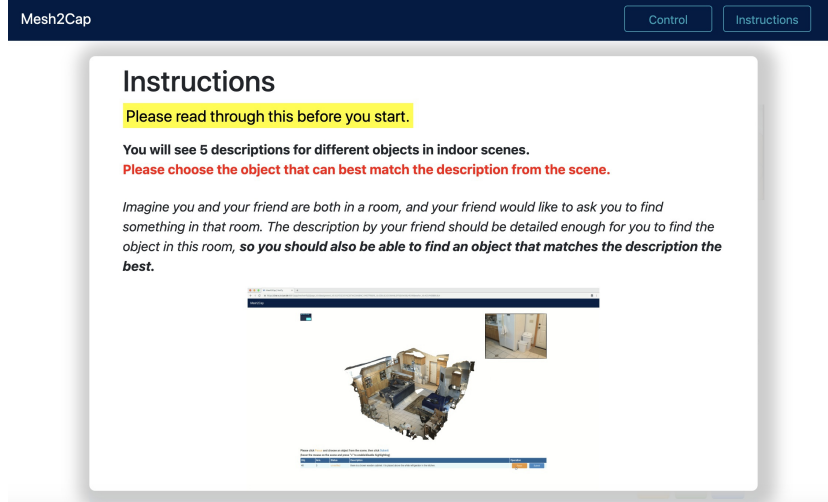 Mesh2Cap
Control
Instructions
Instructions
Please read through this before you start.
You will see 5 descriptions for different objects in indoor scenes.
Please choose the object that can best match the description from the scene.
Imagine you and your friend are both in a room, and your friend would like to ask you to find
something in that room. The description by your friend should be detailed enough for you to find the
object in this room, so you should also be able to find an object that matches the description the
best.
Mesh2Cap